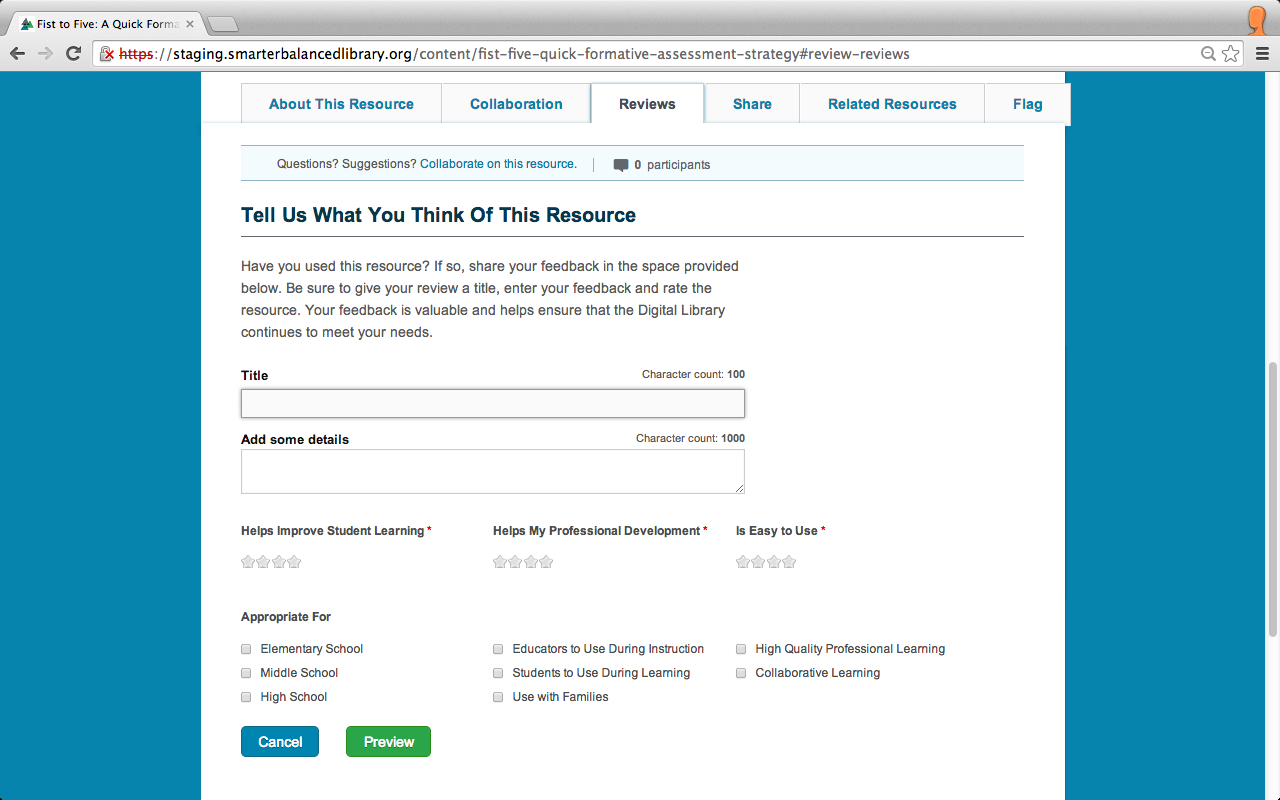 Fist to Five: A Quick Forma
https://staging.smarterbalancedlibrary.org/content/fist-five-quick-formative-assessment-strategy#review-reviews
About This Resource Collaboration Reviews Share Related Resources Flag
Questions? Suggestions? Collaborate on this resource. 0 participants
Tell Us What You Think Of This Resource
Have you used this resource? If so, share your feedback in the space provided
below. Be sure to give your review a title, enter your feedback and rate the
resource. Your feedback is valuable and helps ensure that the Digital Library
continues to meet your needs.
Title Character count: 100
Add some details Character count: 1000
Helps Improve Student Learning * Helps My Professional Development * Is Easy to Use *
Appropriate For
Elementary School Educators to Use During Instruction High Quality Professional Learning
Middle School Students to Use During Learning Collaborative Learning
High School Use with Families
Cancel Preview